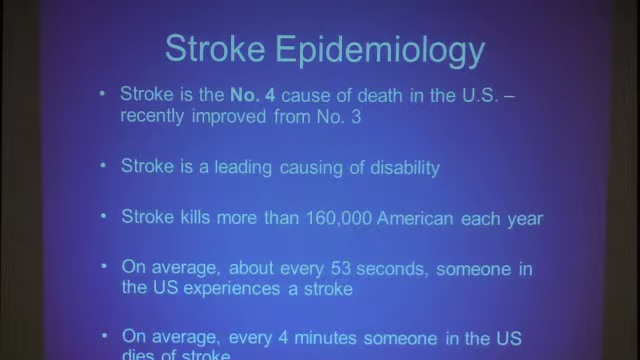 Stroke Epidemiology
• Stroke is the No. 4 cause of death in the U.S. –
recently improved from No. 3
• Stroke is a leading causing of disability
• Stroke kills more than 160,000 American each year
• On average, about every 53 seconds, someone in
the US experiences a stroke
• On average, every 4 minutes someone in the US
dies of stroke